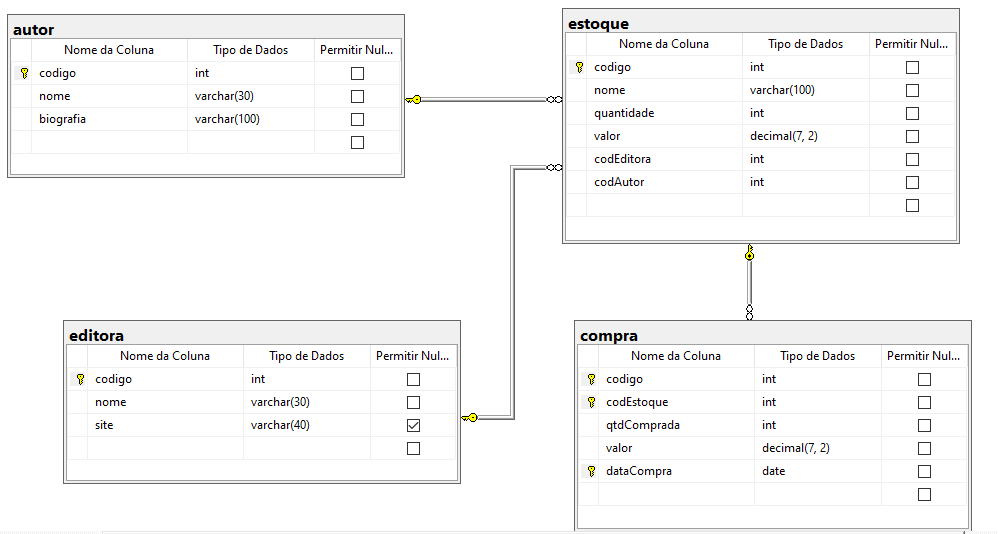 autor
Nome da Coluna Tipo de Dados Permitir Nul...
codigo int
nome varchar(30)
biografia varchar(100)
estoque
Nome da Coluna Tipo de Dados Permitir Nul...
codigo int
nome varchar(100)
quantidade int
valor decimal(7, 2)
codEditora int
codAutor int
editora
Nome da Coluna Tipo de Dados Permitir Nul...
codigo int
nome varchar(30)
site varchar(40)
compra
Nome da Coluna Tipo de Dados Permitir Nul...
codigo int
codEstoque int
qtdComprada int
valor decimal(7, 2)
dataCompra date